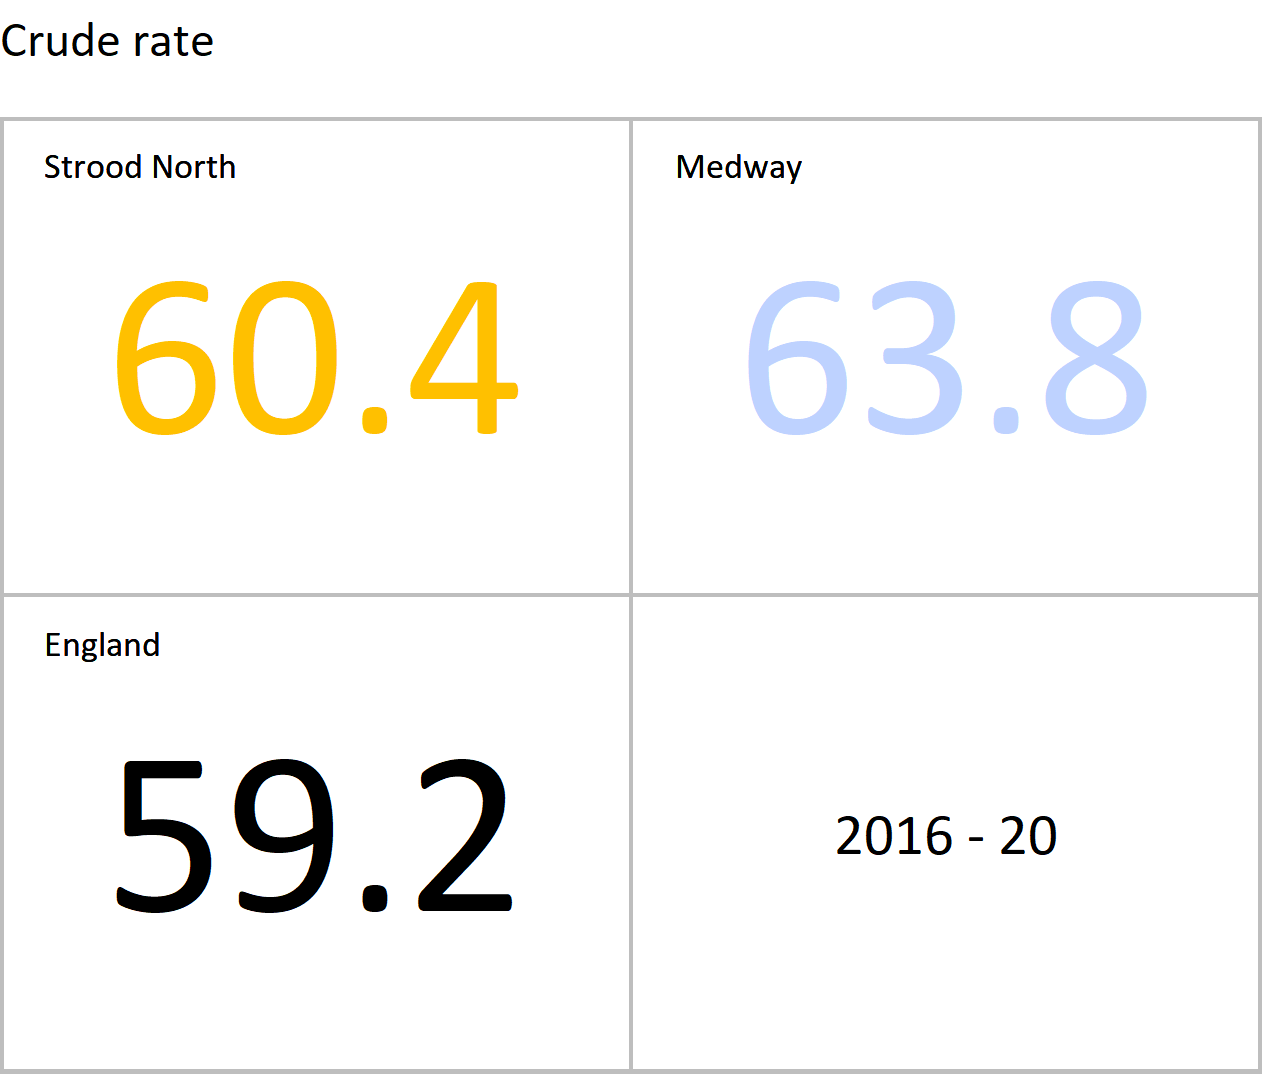 Crude rate
Strood North
Medway
60.4
63.8
England
59.2
2016 - 20